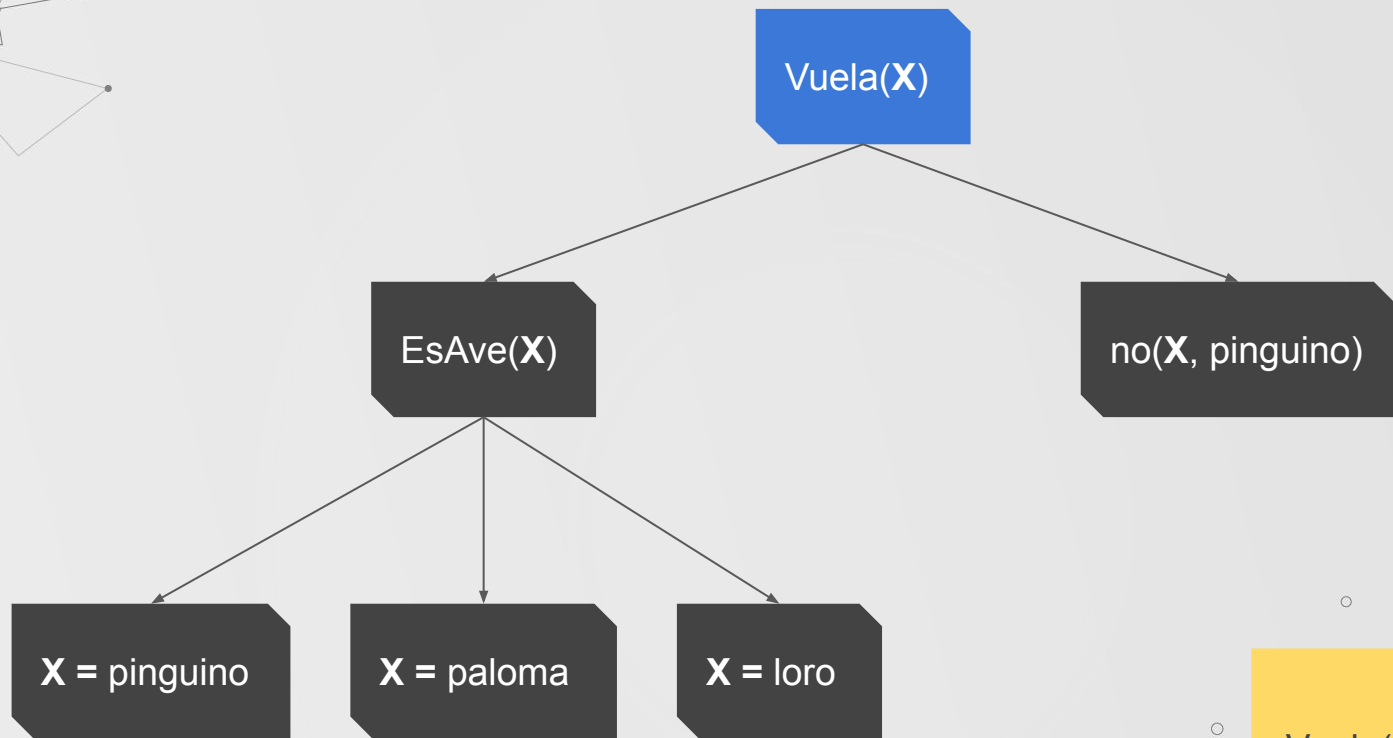 Vuela(X)
EsAve(X)
no(X, pinguino)
X = pinguino
X = paloma
X = loro